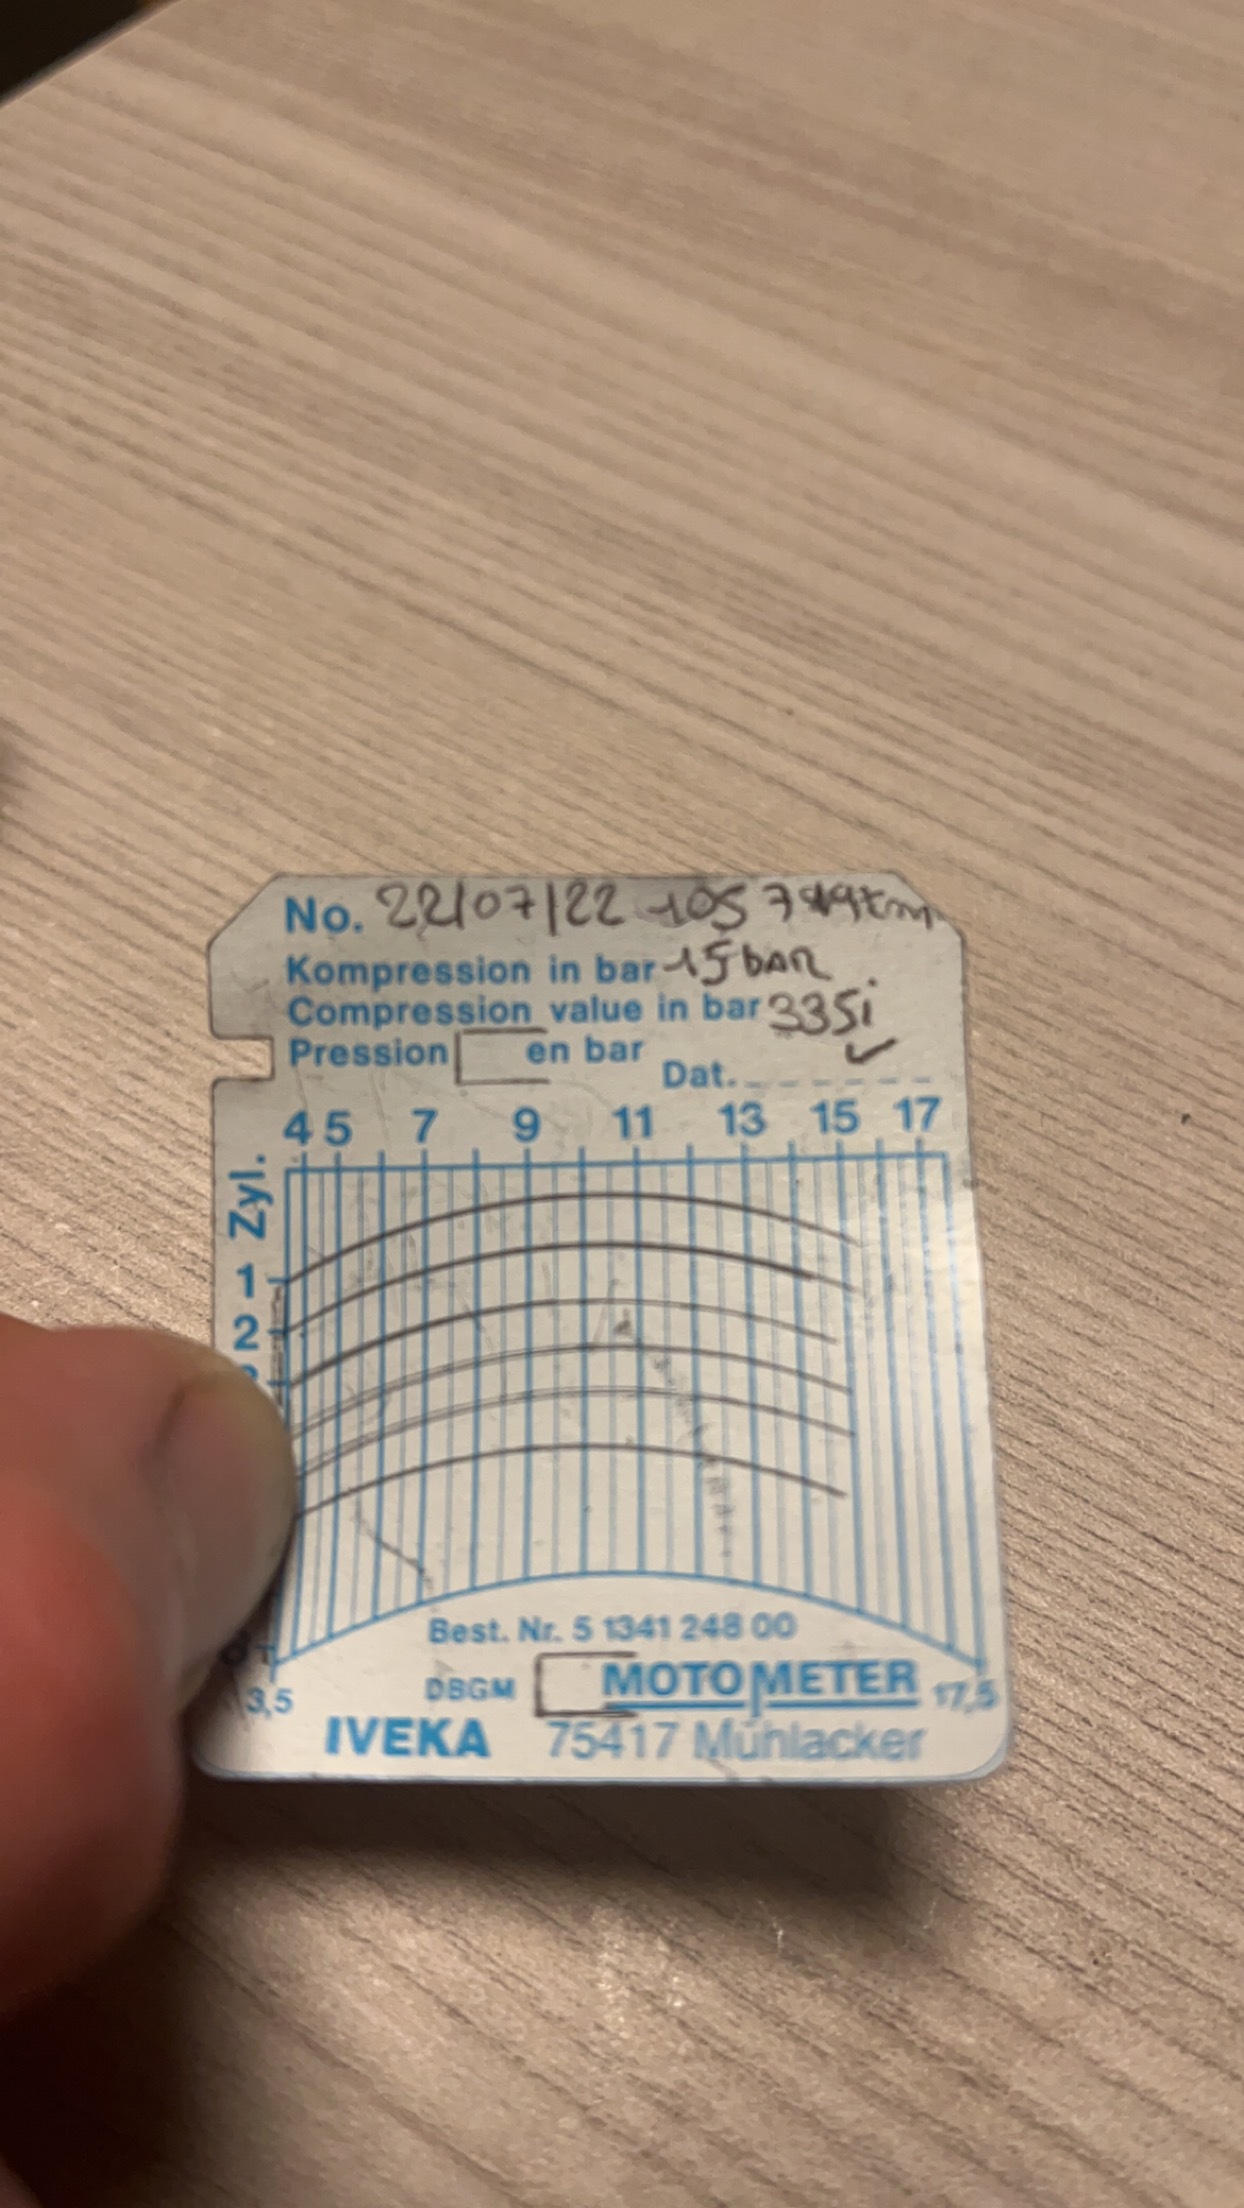 No. 22/07/22 105
Kompression in bar 15 bar
Compression value in bar 335i
Pression en bar
Dat.
4 5 7 9 11 13 15 17
Zyl.
1
2
Best. Nr. 5 1341 248 00
DBGM MOTOMETER
3,5 17,5
IVEKA 75417 Mühlacker